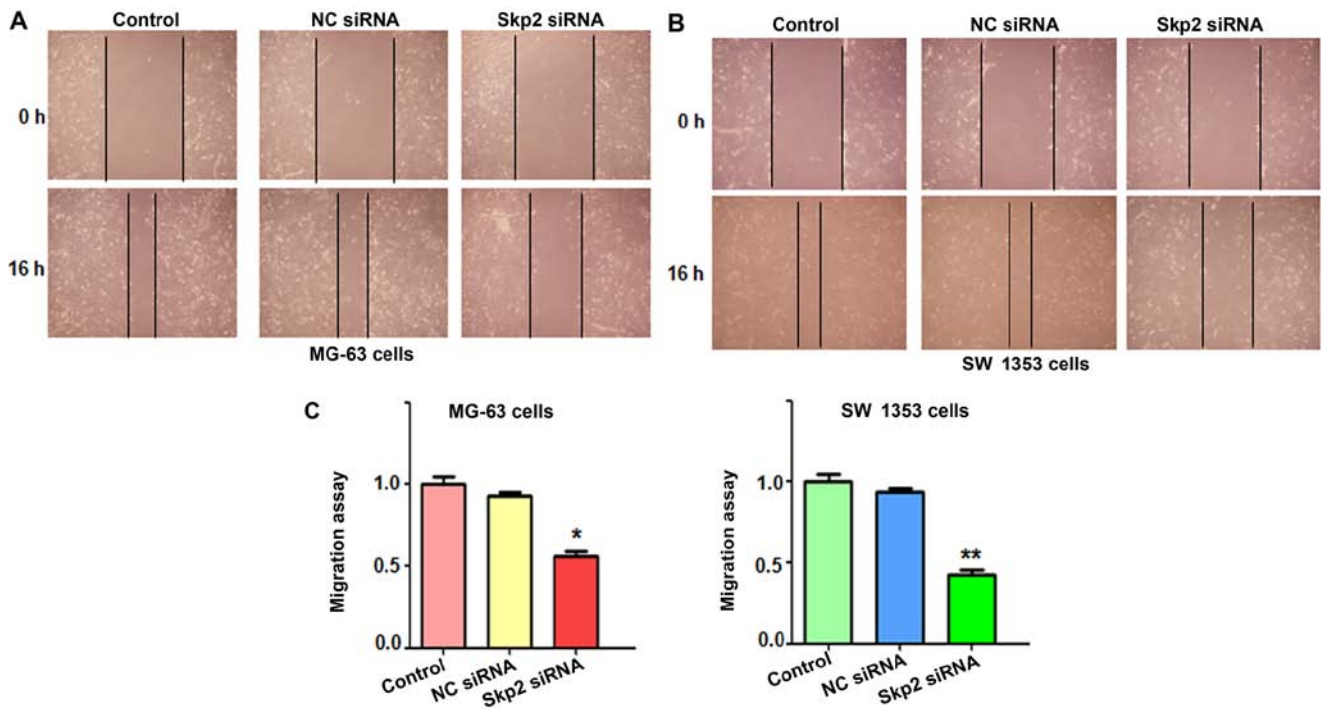 A
Control
NC siRNA
Skp2 siRNA
0 h
16 h
MG-63 cells
B
Control
NC siRNA
Skp2 siRNA
0 h
16 h
SW 1353 cells
C
MG-63 cells
Migration assay
1.0
0.5
0.0
*
Control
NC siRNA
Skp2 siRNA
SW 1353 cells
Migration assay
1.0
0.5
0.0
**
Control
NC siRNA
Skp2 siRNA